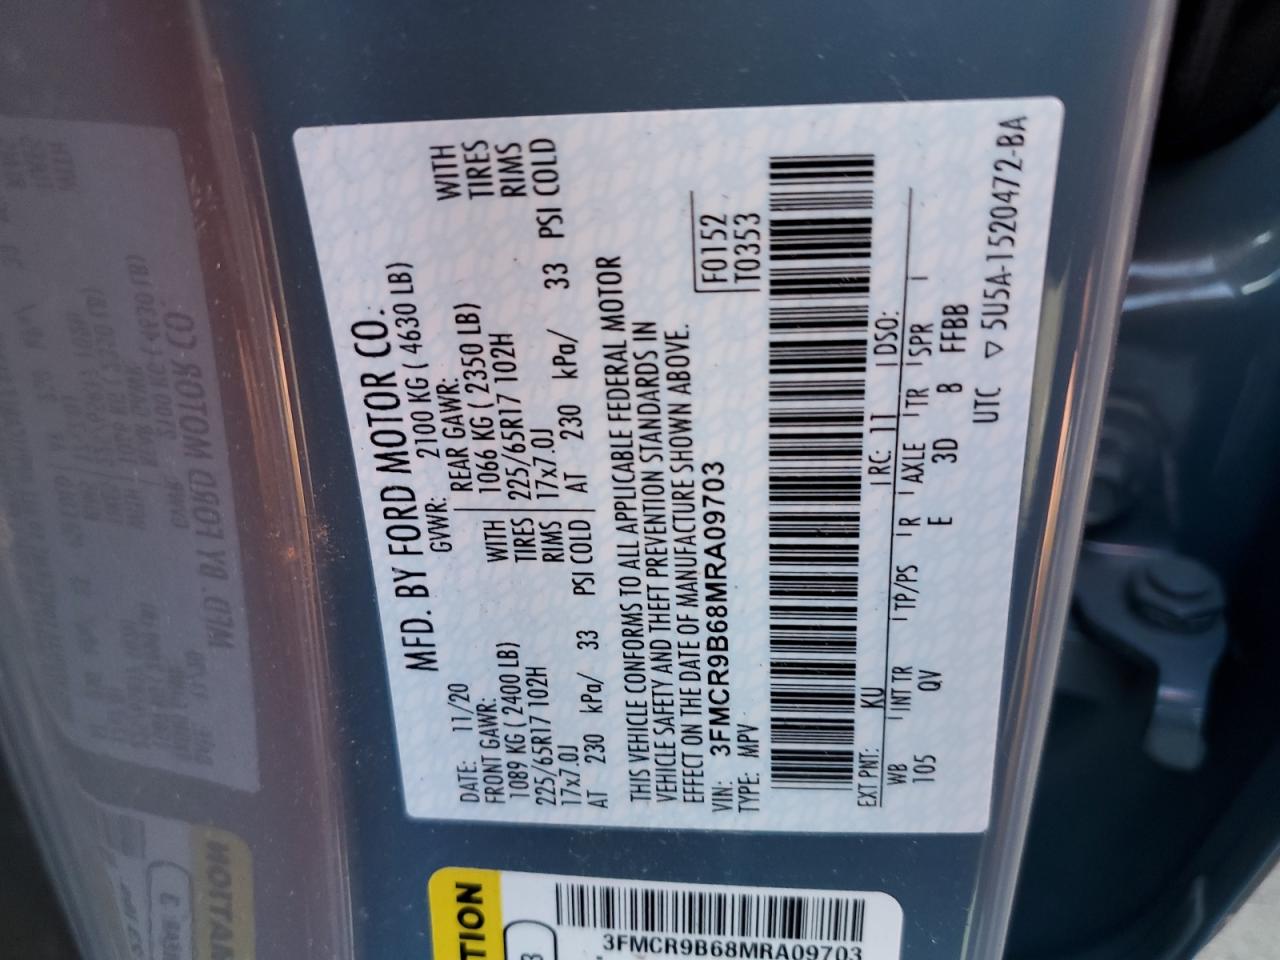 MFD. BY FORD MOTOR CO.
DATE: 11/20 GVWR: 2100 KG ( 4630 LB)
FRONT GAWR: REAR GAWR:
1089 KG ( 2400 LB) WITH 1066 KG ( 2350 LB) WITH
225/65R17 102H TIRES 225/65R17 102H TIRES
17x7.0J RIMS 17x7.0J RIMS
AT 230 kPa/ 33 PSI COLD AT 230 kPa/ 33 PSI COLD
THIS VEHICLE CONFORMS TO ALL APPLICABLE FEDERAL MOTOR
VEHICLE SAFETY AND THEFT PREVENTION STANDARDS IN
EFFECT ON THE DATE OF MANUFACTURE SHOWN ABOVE.
VIN: 3FMCR9B68MRA09703 F0152
TYPE: MPV T0353
EXT PNT: KU RC: 11 DSO:
WB INT TR TP/PS R AXLE TR SPR
105 QV E 3D 8 FFBB
UTC ▽ 5U5A-1520472-BA
TION
3FMCR9B68MRA09703